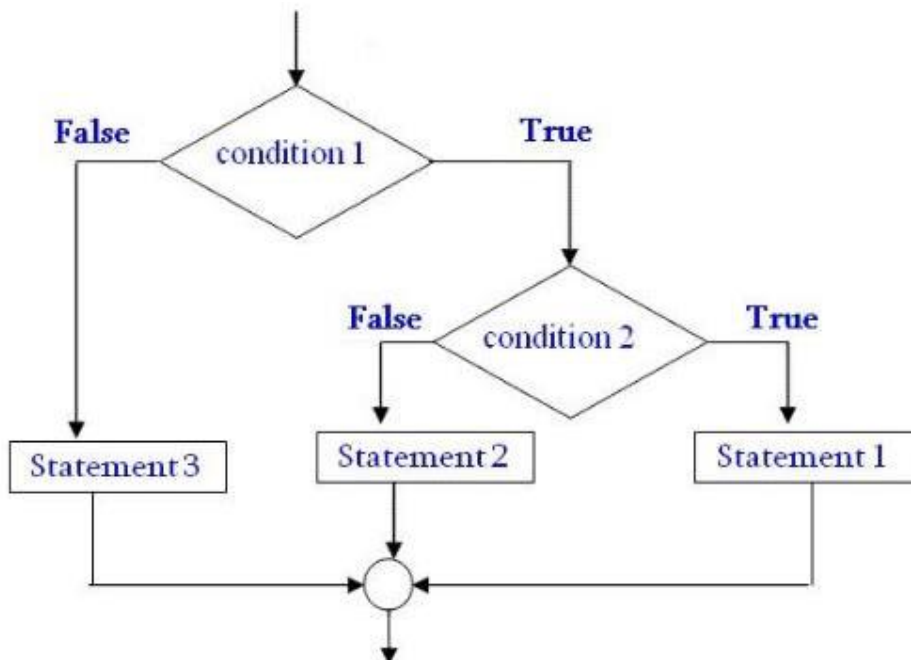 False
True
condition 1
False
True
condition 2
Statement 3
Statement 2
Statement 1